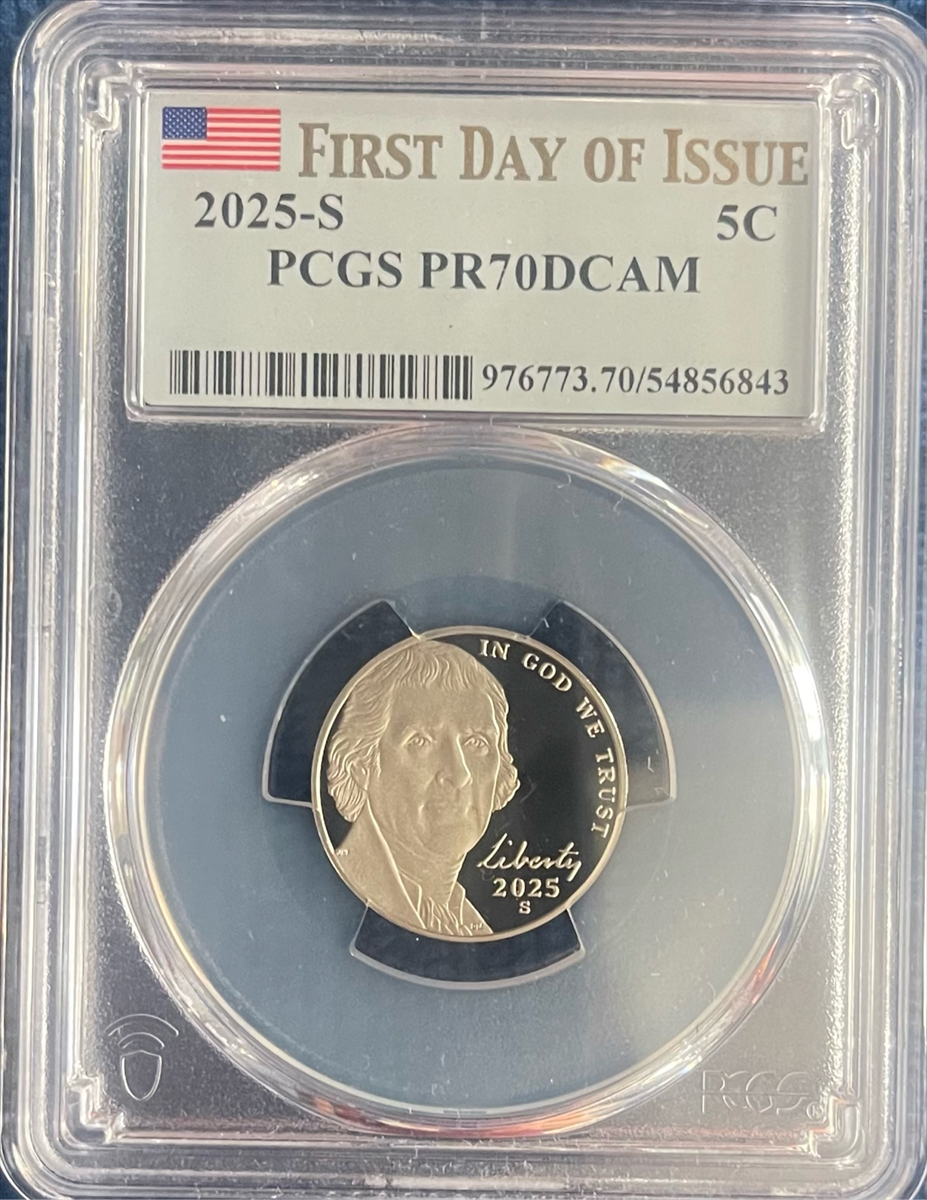 FIRST DAY OF ISSUE
2025-S 5C
PCGS PR70DCAM
976773.70/54856843
IN GOD WE TRUST
Liberty
2025
S
PCGS